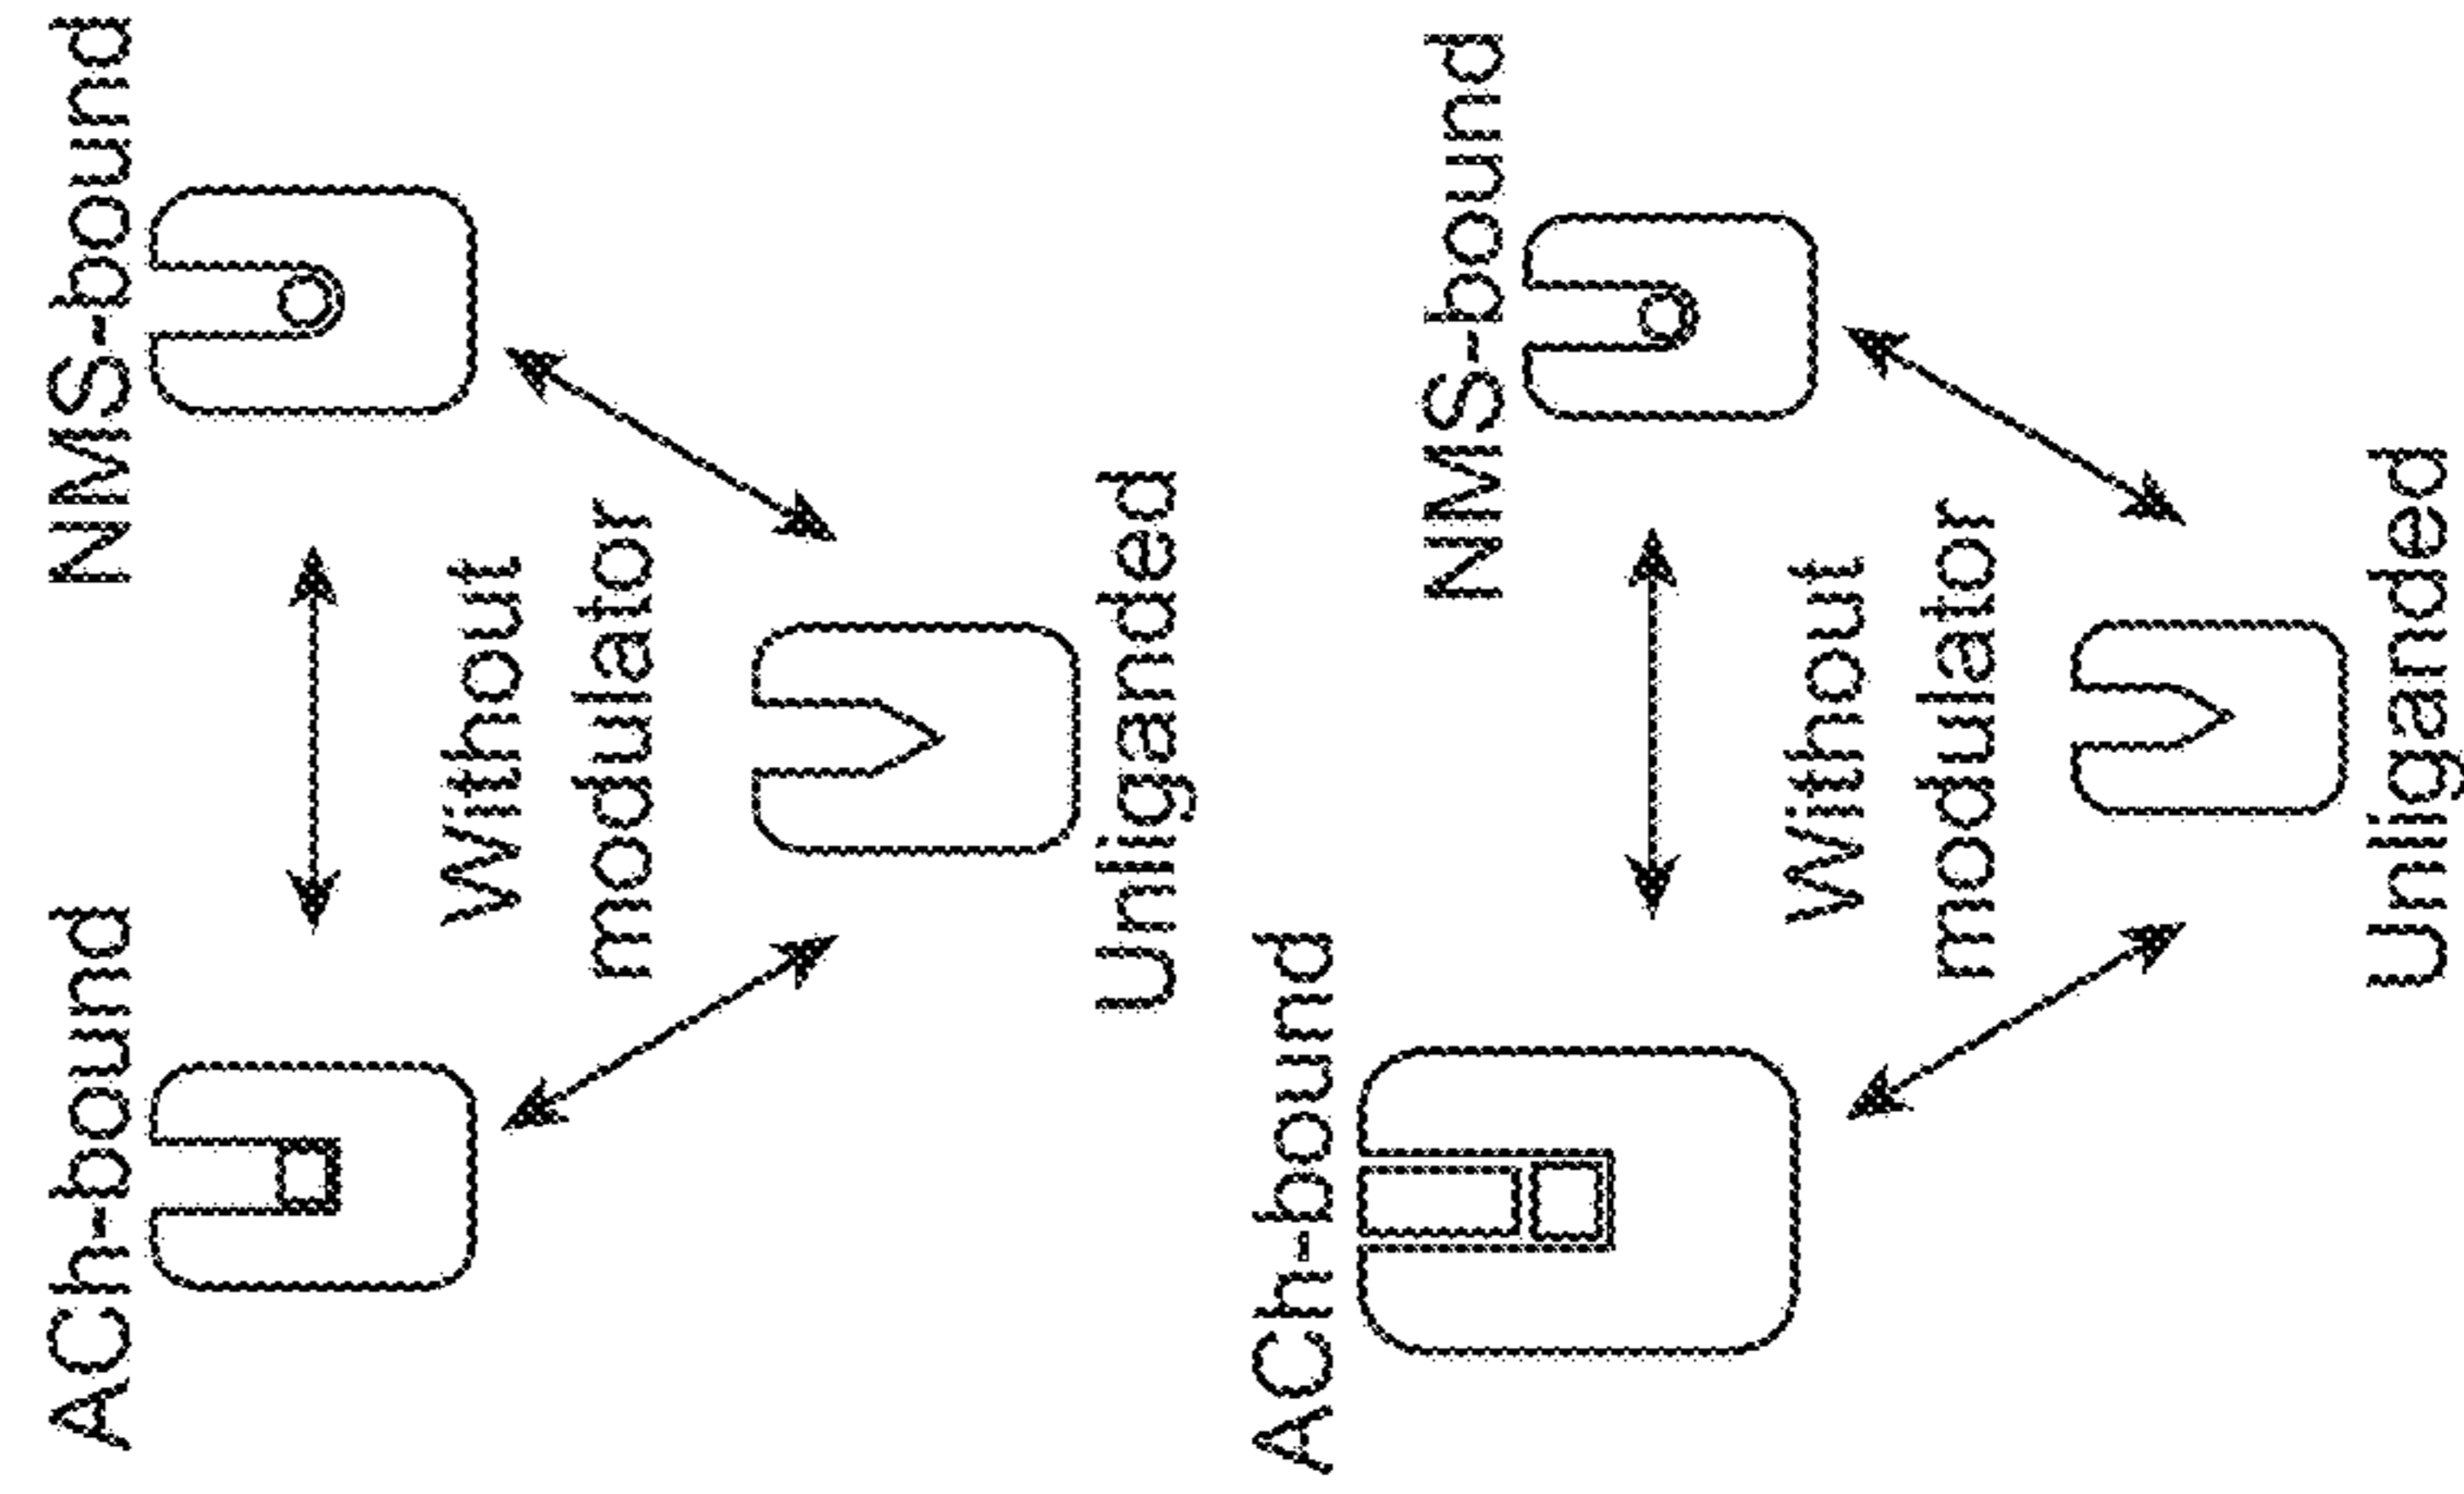 ACh-bound
NMS-bound
Without
modulator
Unliganded
ACh-bound
NMS-bound
Without
modulator
Unliganded